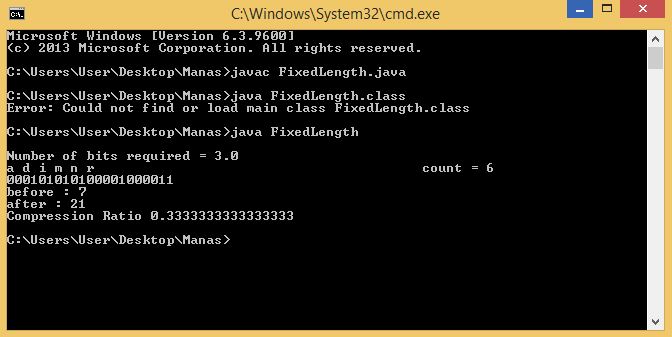 C:\Windows\System32\cmd.exe
Microsoft Windows [Version 6.3.9600]
(c) 2013 Microsoft Corporation. All rights reserved.
C:\Users\User\Desktop\Manas>javac FixedLength.java
C:\Users\User\Desktop\Manas>java FixedLength.class
Error: Could not find or load main class FixedLength.class
C:\Users\User\Desktop\Manas>java FixedLength
Number of bits required = 3.0
a d i m n r count = 6
000101010100001000011
before : 7
after : 21
Compression Ratio 0.3333333333333333
C:\Users\User\Desktop\Manas>